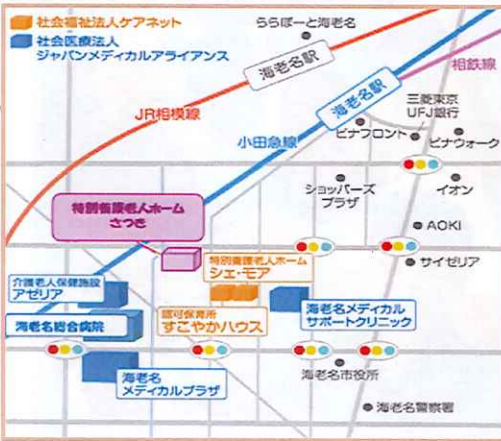 社会福祉法人ケアネット
社会医療法人
ジャパンメディカルアライアンス
ららぽーと海老名
海老名駅
海老名駅
相鉄線
JR相模線
小田急線
三菱東京
UFJ銀行
ビナフロント
ビナウォーク
ショッパーズ
プラザ
イオン
特別養護老人ホーム
さつき
AOKI
サイゼリア
特別養護老人ホーム
シェ・モア
介護老人保健施設
アゼリア
認可保育所
すこやかハウス
海老名メディカル
サポートクリニック
海老名総合病院
海老名
メディカルプラザ
海老名市役所
海老名警察署